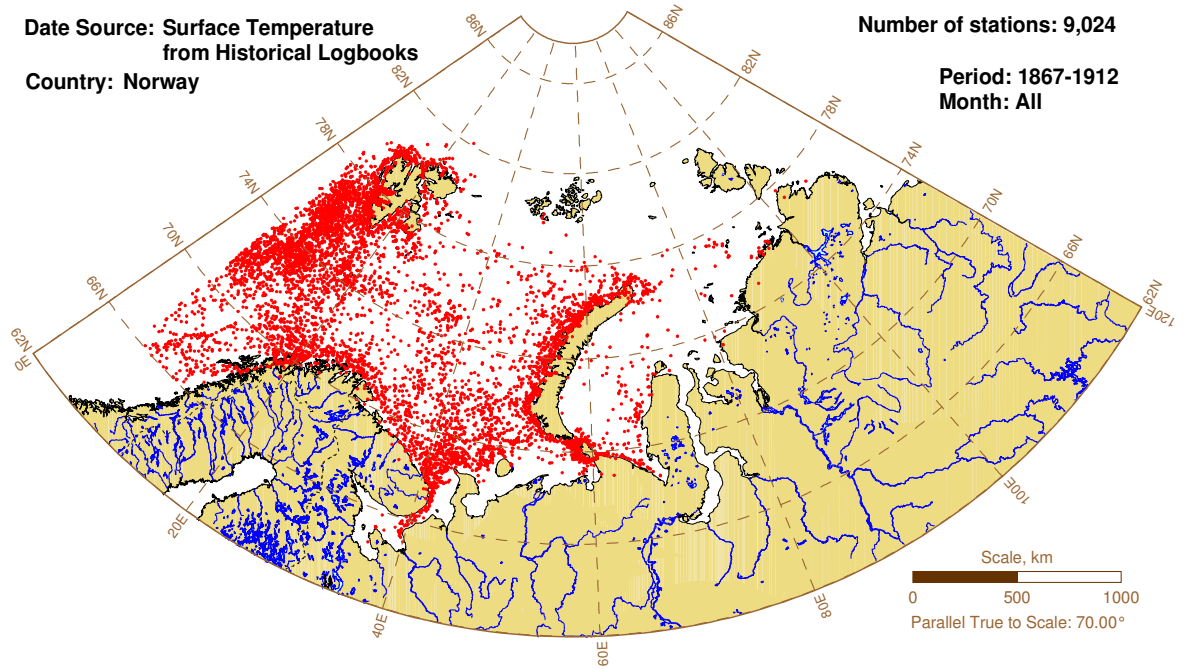 Date Source: Surface Temperature
from Historical Logbooks
Country: Norway
Number of stations: 9,024
Period: 1867-1912
Month: All
86N
82N
78N
74N
70N
66N
62N
0E
86N
82N
78N
74N
70N
66N
62N
120E
100E
80E
60E
40E
20E
Scale, km
0 500 1000
Parallel True to Scale: 70.00°